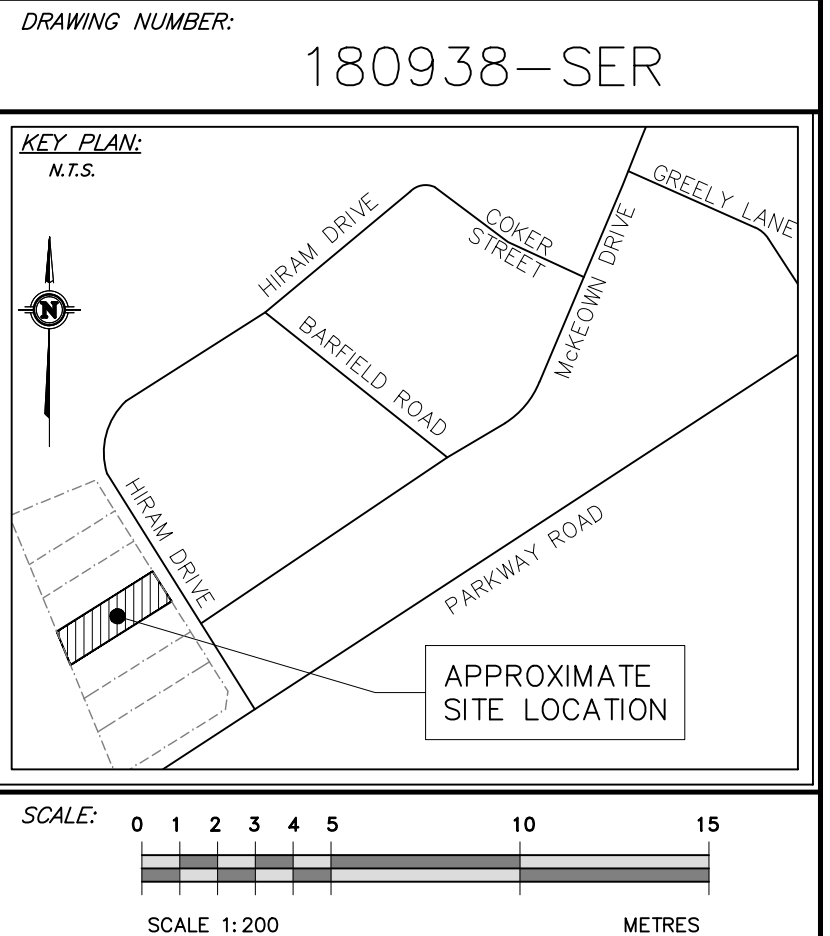 DRAWING NUMBER:
180938-SER
KEY PLAN:
N.T.S.
N
HIRAM DRIVE
COKER
STREET
McKEOWN DRIVE
GREELY LANE
BARFIELD ROAD
HIRAM DRIVE
PARKWAY ROAD
APPROXIMATE
SITE LOCATION
SCALE:
0 1 2 3 4 5 10 15
SCALE 1:200 METRES